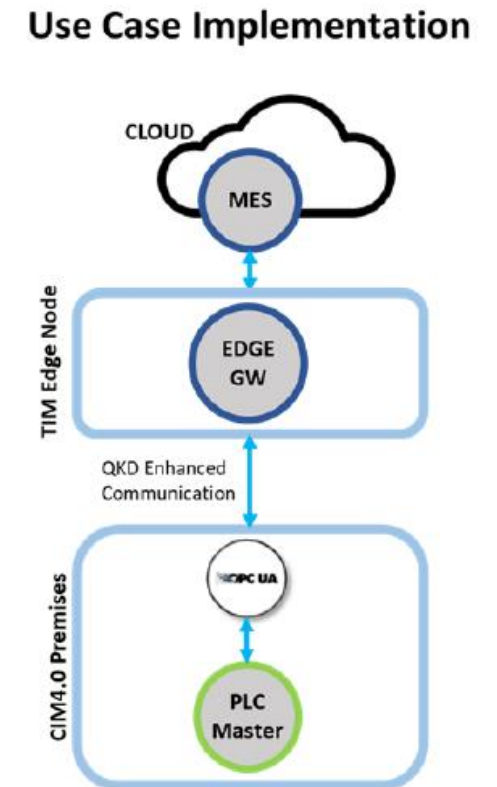 Use Case Implementation
CLOUD
MES
TIM Edge Node
EDGE
GW
QKD Enhanced
Communication
OPC UA
CIM4.0 Premises
PLC
Master